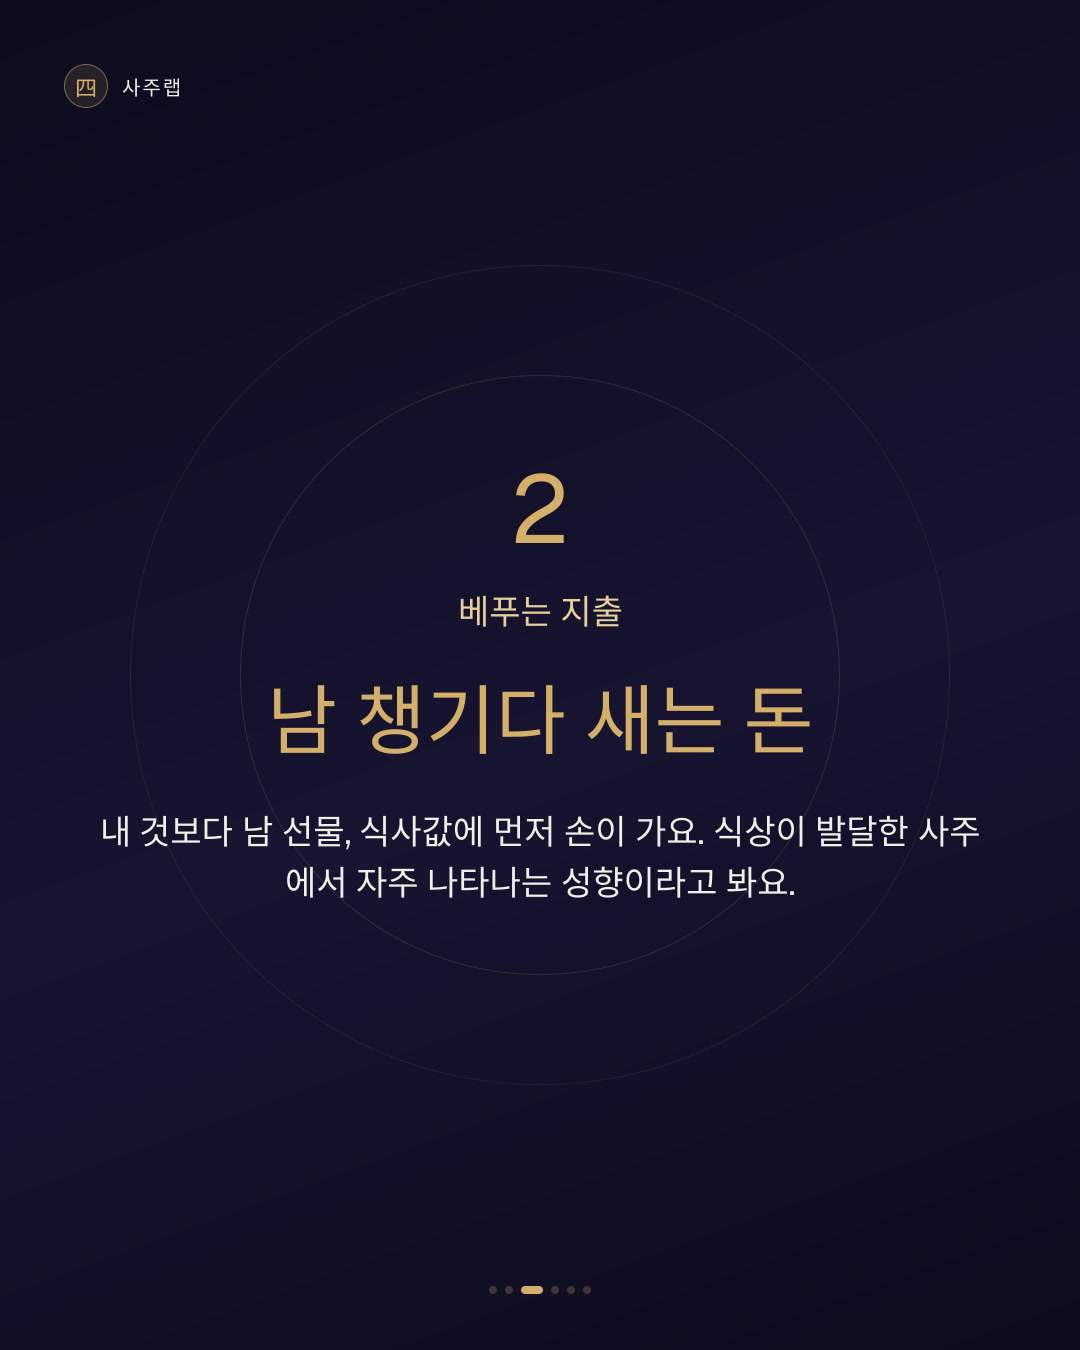 四 사주랩
2
베푸는 지출
남 챙기다 새는 돈
내 것보다 남 선물, 식사값에 먼저 손이 가요. 식상이 발달한 사주
에서 자주 나타나는 성향이라고 봐요.